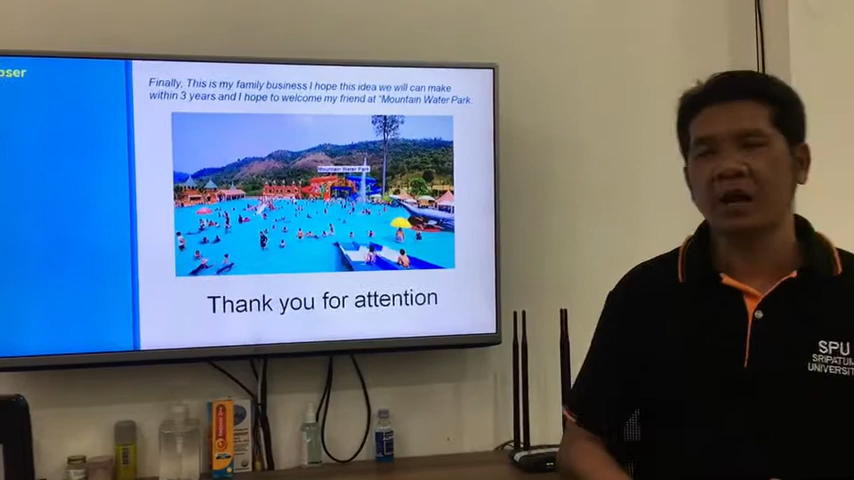 oser
Finally, This is my family business I hope this idea we will can make
within 3 years and I hope to welcome my friend at "Mountain Water Park.
Mountain Water Park
Thank you for attention
SPU
SRIPATUM
UNIVERSITY